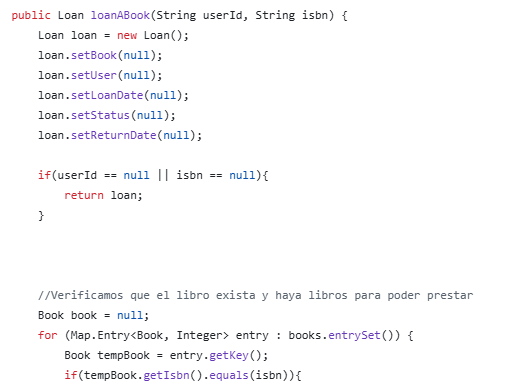 public Loan loanABook(String userId, String isbn) {
    Loan loan = new Loan();
    loan.setBook(null);
    loan.setUser(null);
    loan.setLoanDate(null);
    loan.setStatus(null);
    loan.setReturnDate(null);

    if(userId == null || isbn == null){
        return loan;
    }

    //Verificamos que el libro exista y haya libros para poder prestar
    Book book = null;
    for (Map.Entry<Book, Integer> entry : books.entrySet()) {
        Book tempBook = entry.getKey();
        if(tempBook.getIsbn().equals(isbn)){